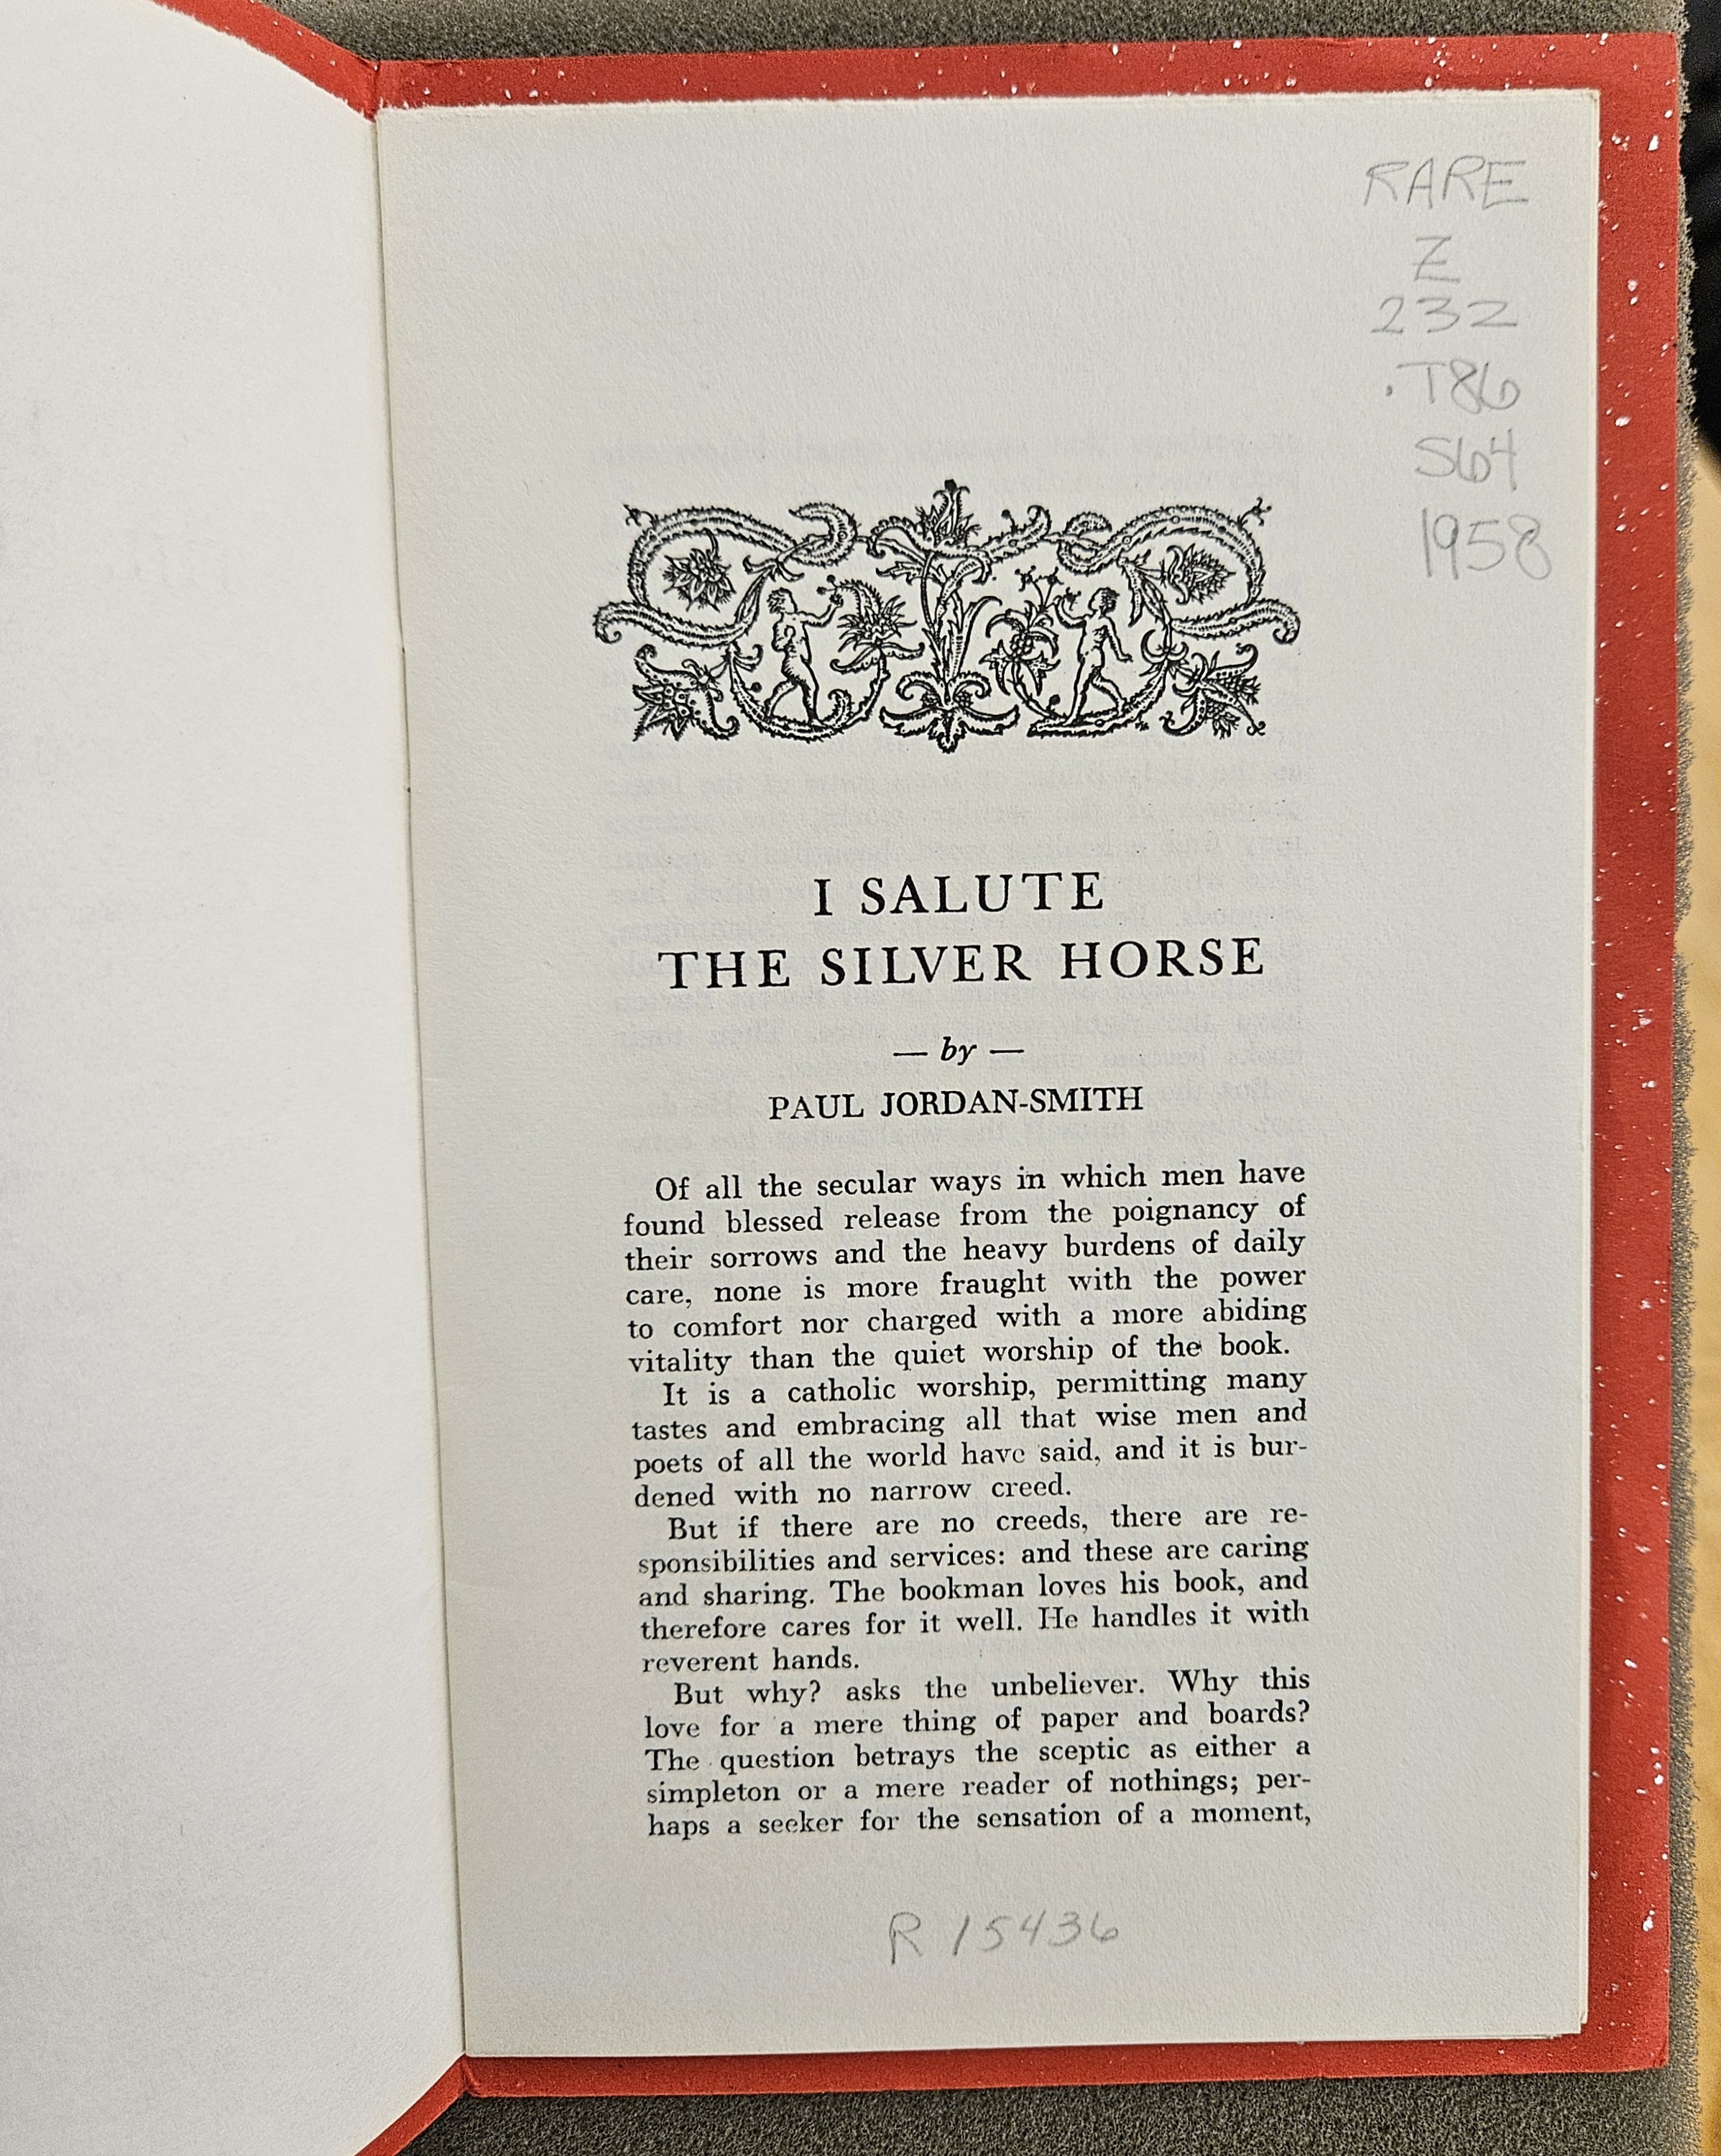 RARE
Z
232
.T86
S64
1958
I SALUTE
THE SILVER HORSE
— by —
PAUL JORDAN-SMITH
Of all the secular ways in which men have
found blessed release from the poignancy of
their sorrows and the heavy burdens of daily
care, none is more fraught with the power
to comfort nor charged with a more abiding
vitality than the quiet worship of the book.
It is a catholic worship, permitting many
tastes and embracing all that wise men and
poets of all the world have said, and it is bur-
dened with no narrow creed.
But if there are no creeds, there are re-
sponsibilities and services: and these are caring
and sharing. The bookman loves his book, and
therefore cares for it well. He handles it with
reverent hands.
But why? asks the unbeliever. Why this
love for a mere thing of paper and boards?
The question betrays the sceptic as either a
simpleton or a mere reader of nothings; per-
haps a seeker for the sensation of a moment,
R 15436